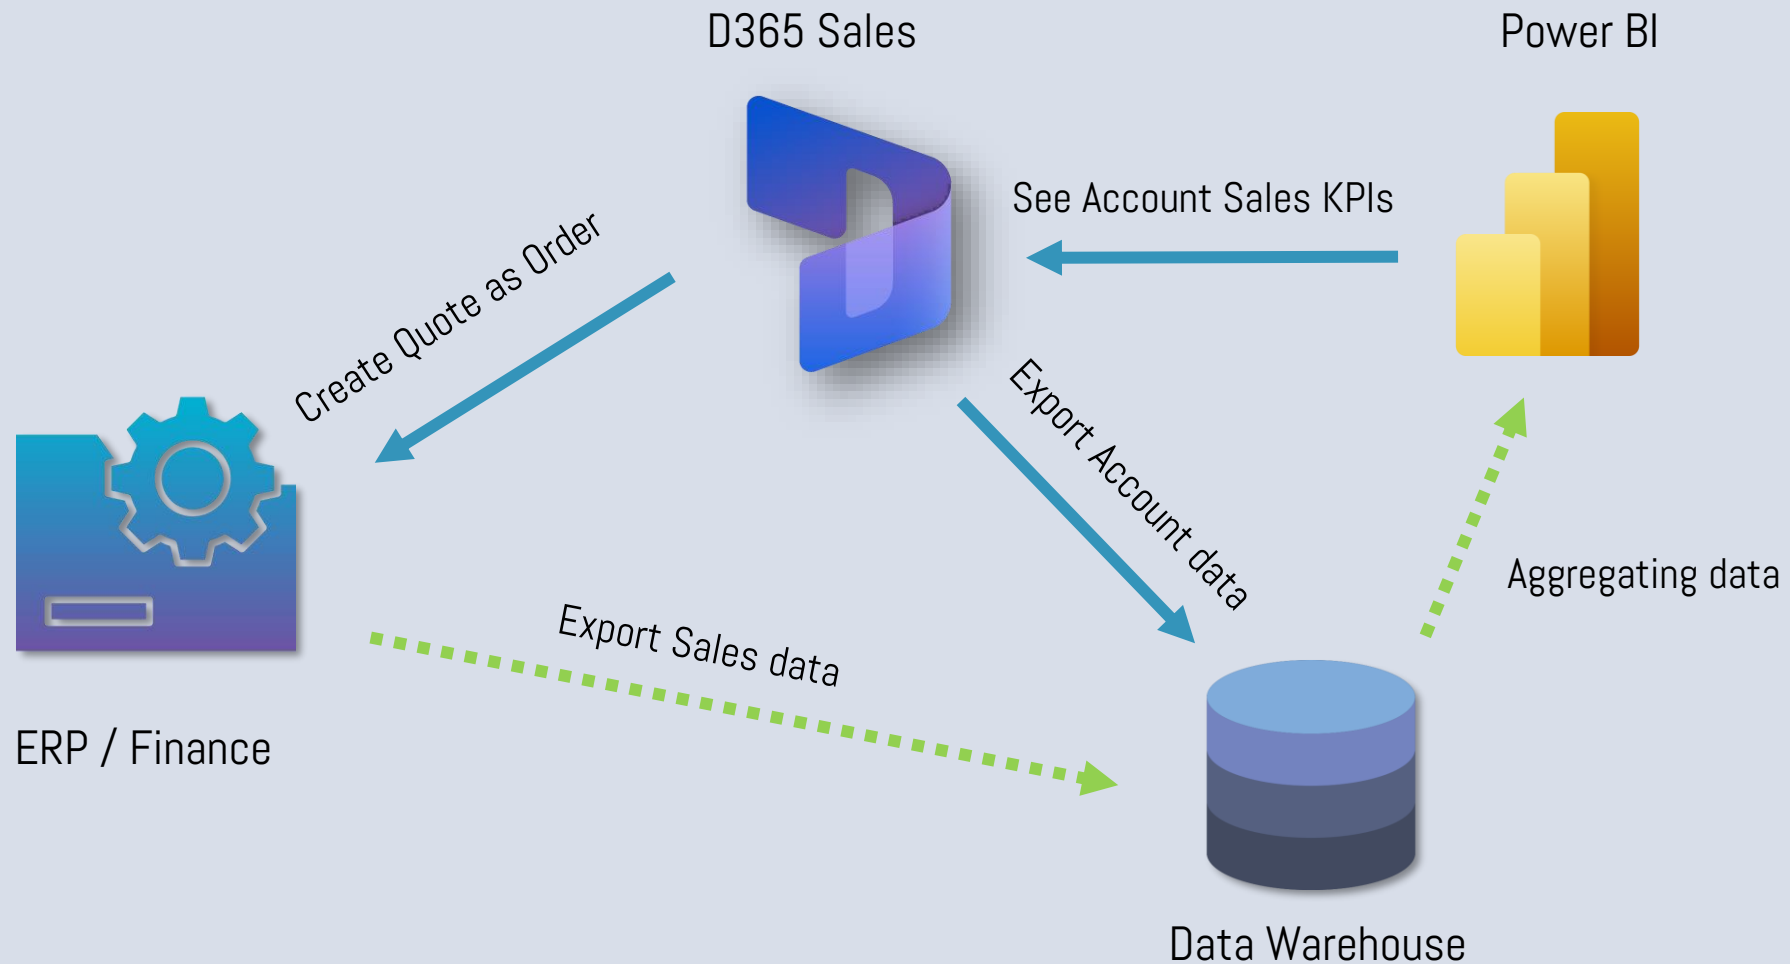 D365 Sales
Power BI
See Account Sales KPIs
Create Quote as Order
Export Account data
Aggregating data
Export Sales data
ERP / Finance
Data Warehouse